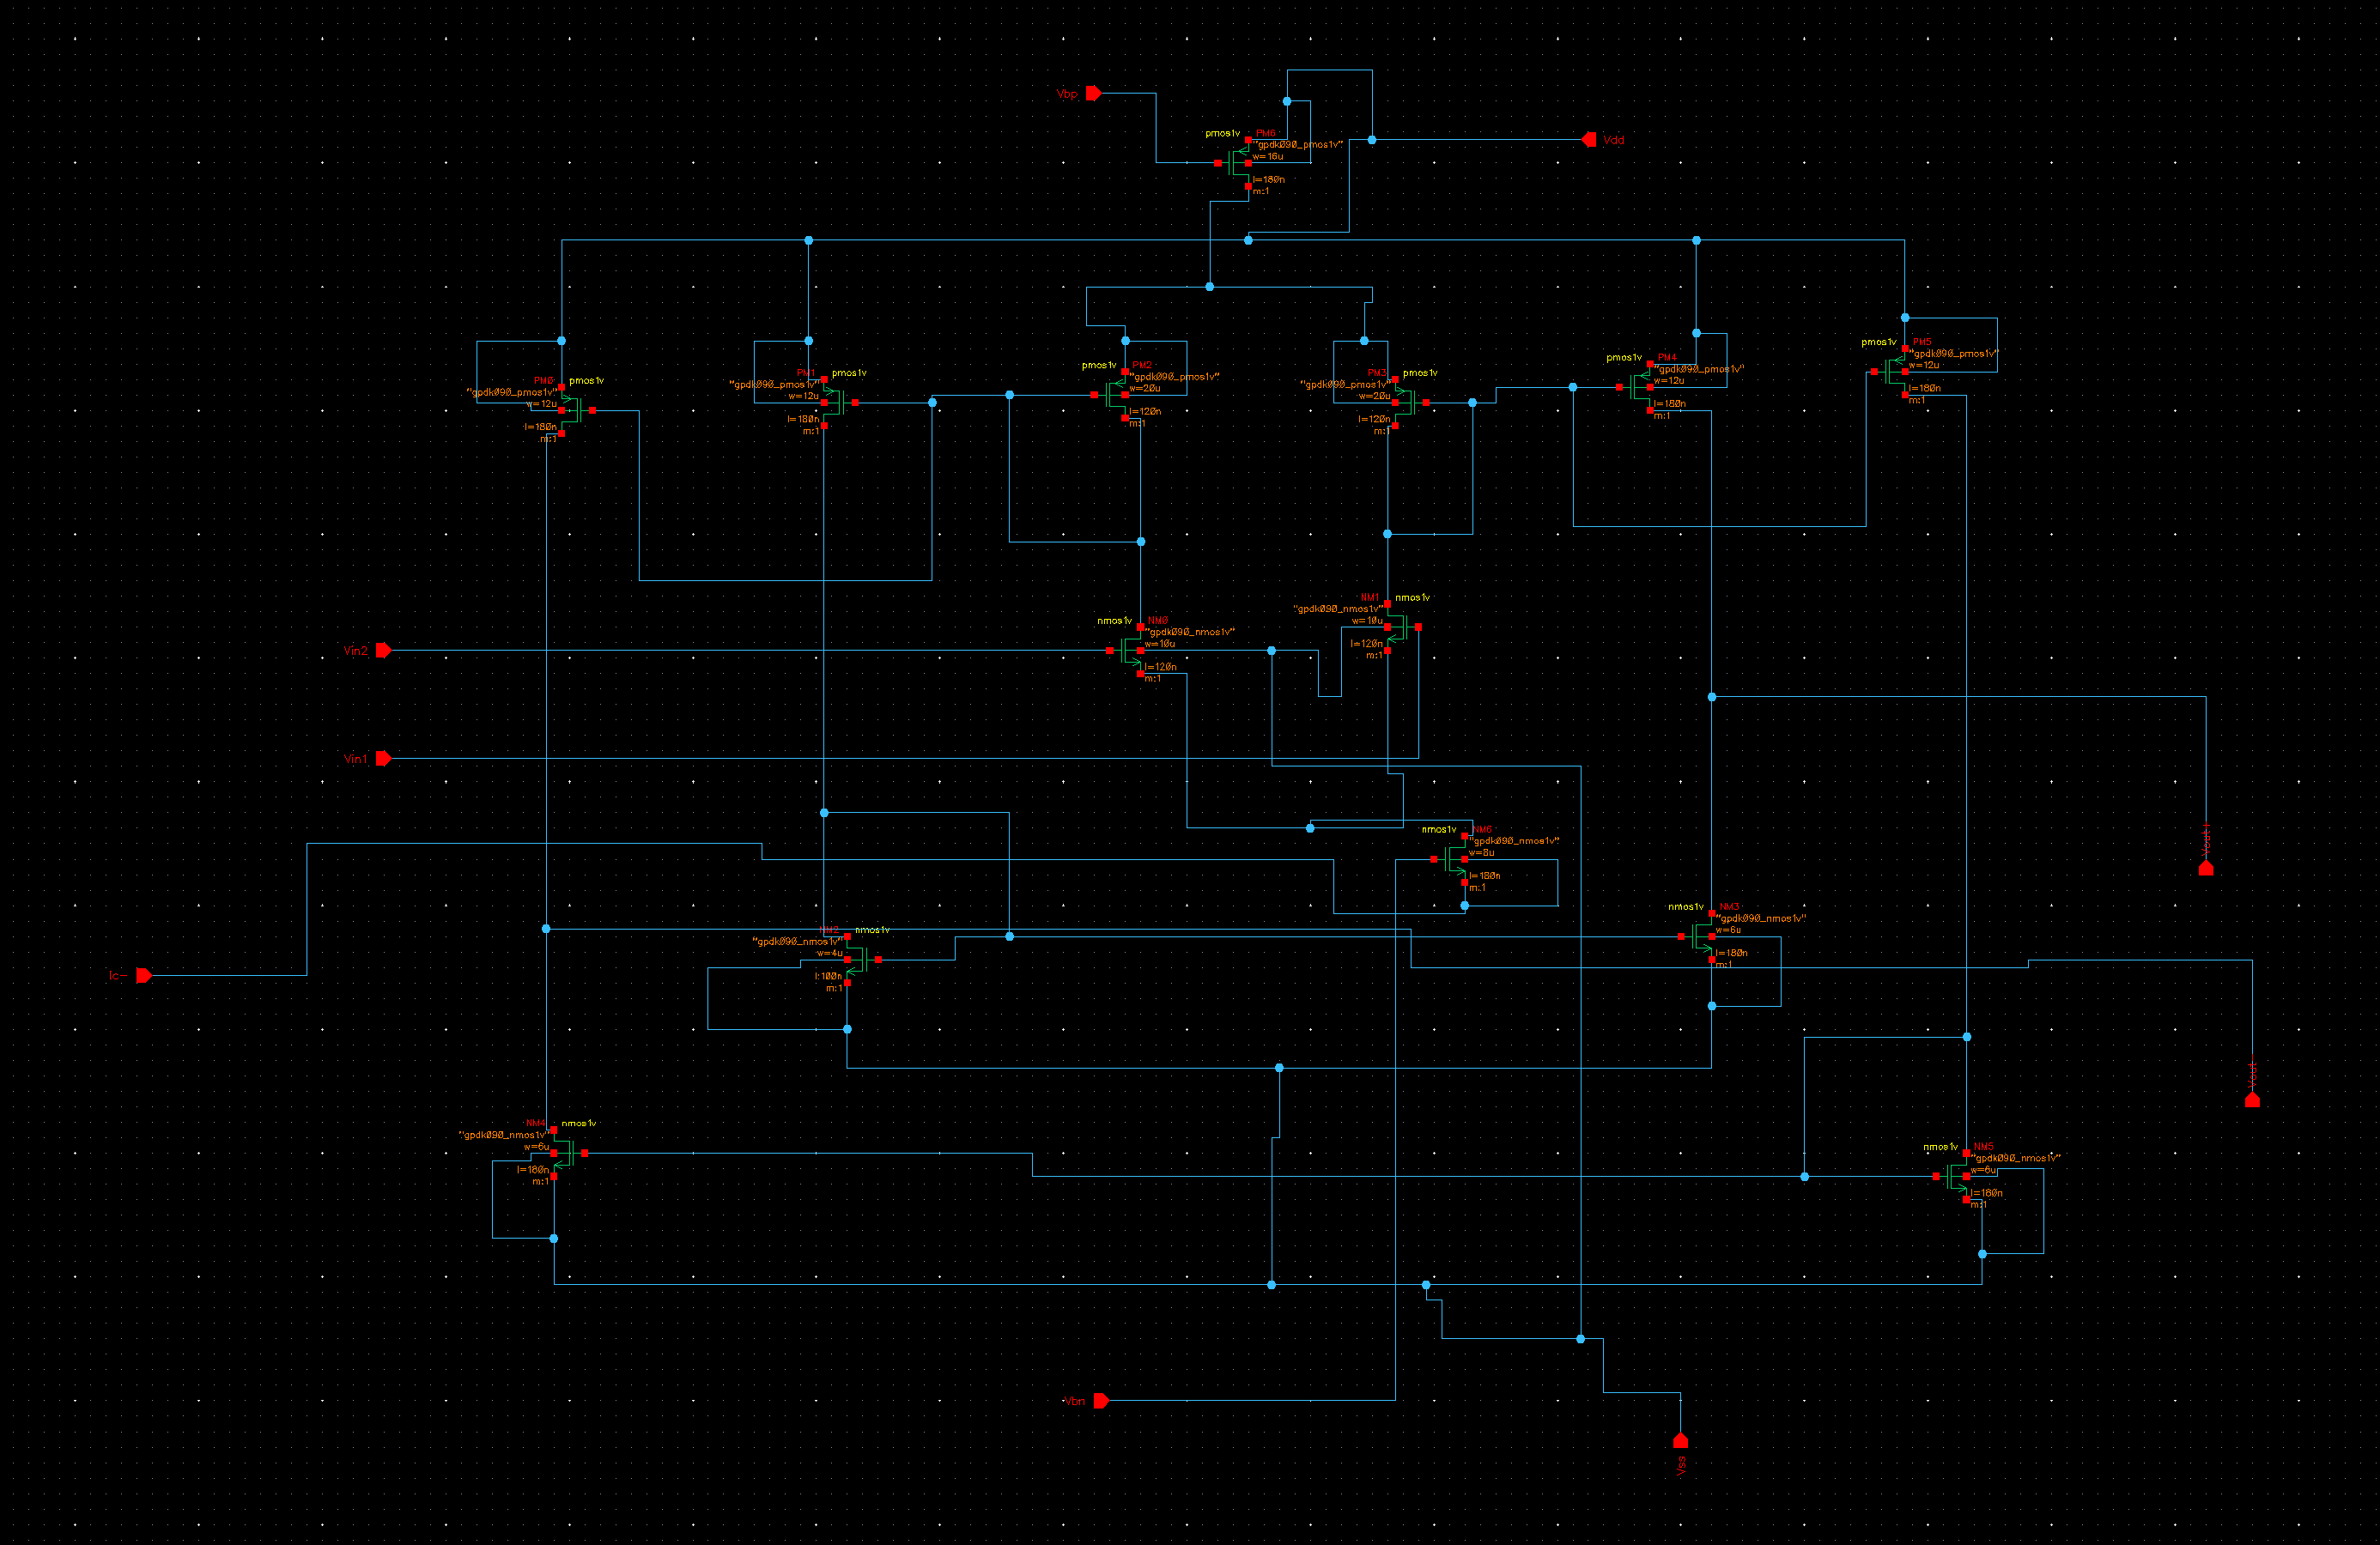 Vbp
pmos1v PM6
"gpdk090_pmos1v"
w=16u
l=180n
m:1
Vdd
PM0 pmos1v
"gpdk090_pmos1v"
w=12u
l=180n
m:1
PM1 pmos1v
"gpdk090_pmos1v"
w=12u
l=180n
m:1
pmos1v PM2
"gpdk090_pmos1v"
w=20u
l=120n
m:1
PM3 pmos1v
"gpdk090_pmos1v"
w=20u
l=120n
m:1
pmos1v PM4
"gpdk090_pmos1v"
w=12u
l=180n
m:1
pmos1v PM5
"gpdk090_pmos1v"
w=12u
l=180n
m:1
nmos1v NM0
"gpdk090_nmos1v"
w=10u
l=120n
m:1
NM1 nmos1v
"gpdk090_nmos1v"
w=10u
l=120n
m:1
Vin2
Vin1
nmos1v NM6
"gpdk090_nmos1v"
w=8u
l=180n
m:1
Vout+
NM2 nmos1v
"gpdk090_nmos1v"
w=4u
l:100n
m:1
nmos1v NM3
"gpdk090_nmos1v"
w=6u
l=180n
m:1
Ic-
Vout-
NM4 nmos1v
"gpdk090_nmos1v"
w=6u
l=180n
m:1
nmos1v NM5
"gpdk090_nmos1v"
w=6u
l=180n
m:1
Vbn
Vss